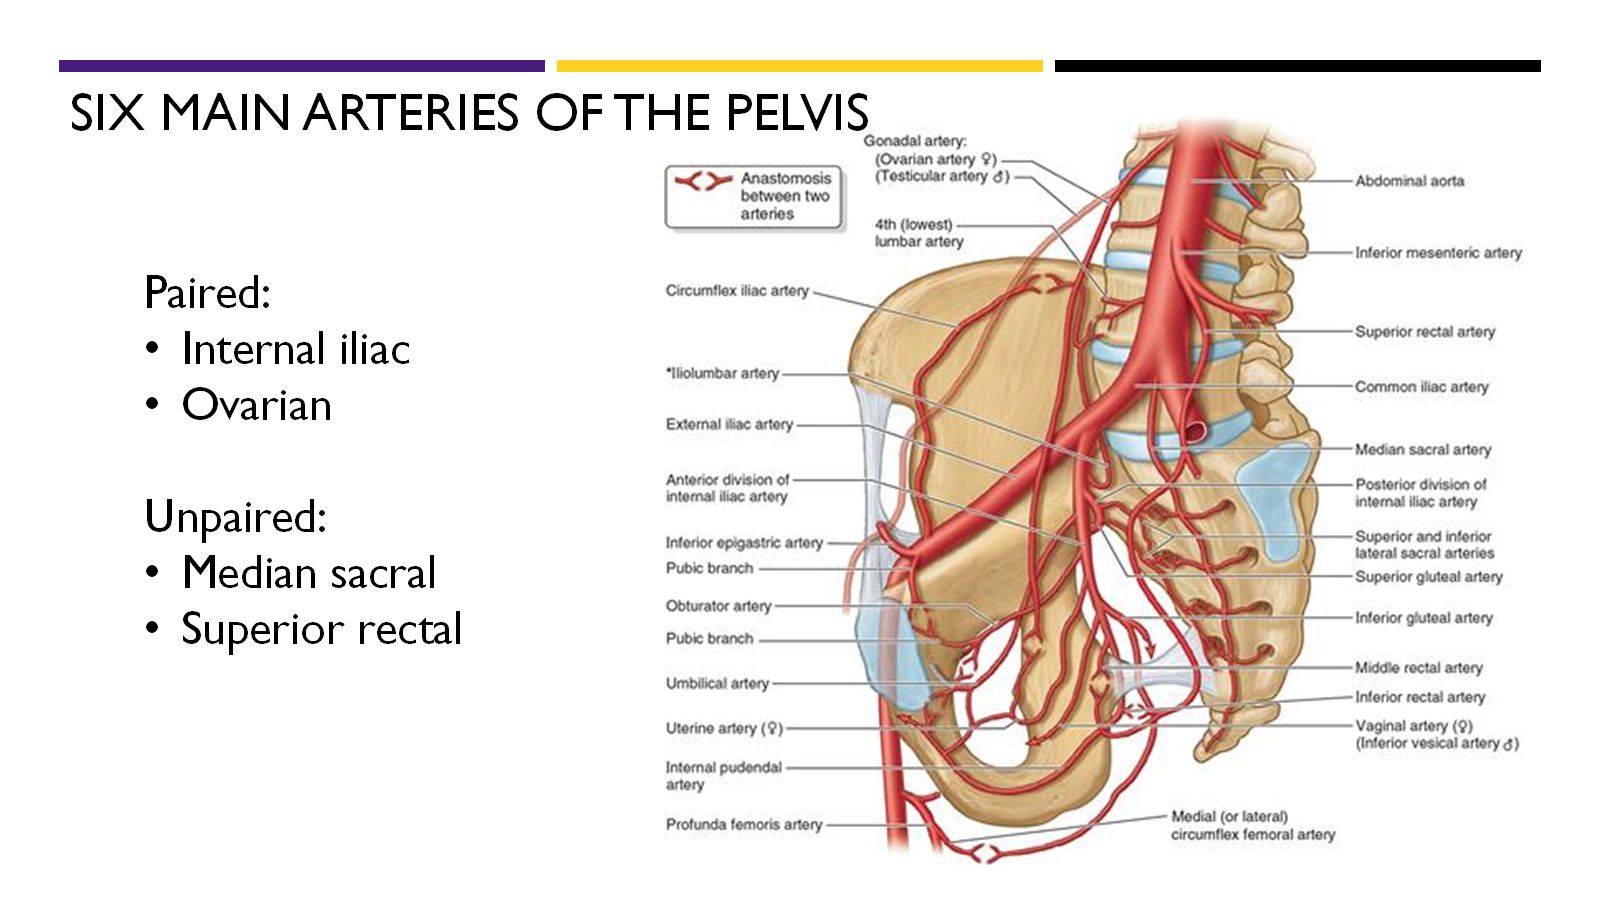 SIX MAIN ARTERIES OF THE PELVIS
Paired:
• Internal iliac
• Ovarian
Unpaired:
• Median sacral
• Superior rectal
Anastomosis
between two
arteries
Gonadal artery:
(Ovarian artery ♀)
(Testicular artery ♂)
4th (lowest)
lumbar artery
Circumflex iliac artery
*Iliolumbar artery
External iliac artery
Anterior division of
internal iliac artery
Inferior epigastric artery
Pubic branch
Obturator artery
Pubic branch
Umbilical artery
Uterine artery (♀)
Internal pudendal
artery
Profunda femoris artery
Abdominal aorta
Inferior mesenteric artery
Superior rectal artery
Common iliac artery
Median sacral artery
Posterior division of
internal iliac artery
Superior and inferior
lateral sacral arteries
Superior gluteal artery
Inferior gluteal artery
Middle rectal artery
Inferior rectal artery
Vaginal artery (♀)
(Inferior vesical artery ♂)
Medial (or lateral)
circumflex femoral artery